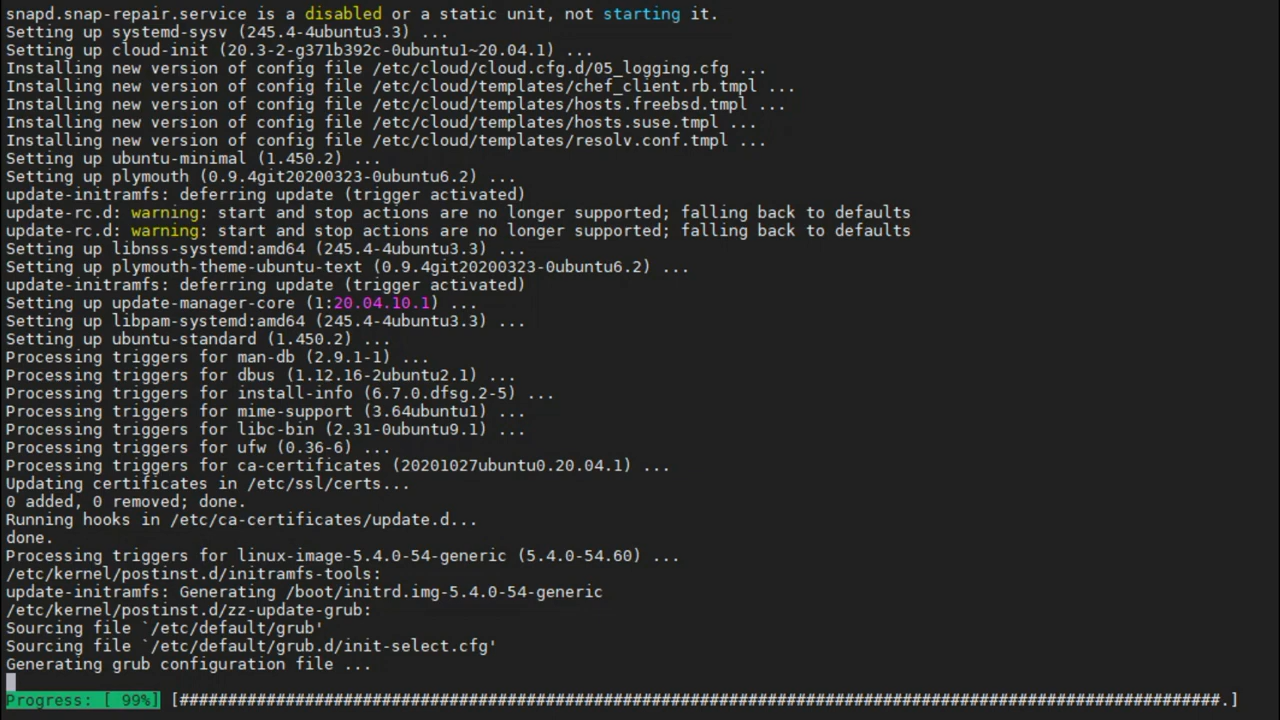 snapd.snap-repair.service is a disabled or a static unit, not starting it.
Setting up systemd-sysv (245.4-4ubuntu3.3) ...
Setting up cloud-init (20.3-2-g371b392c-0ubuntu1~20.04.1) ...
Installing new version of config file /etc/cloud/cloud.cfg.d/05_logging.cfg ...
Installing new version of config file /etc/cloud/templates/chef_client.rb.tmpl ...
Installing new version of config file /etc/cloud/templates/hosts.freebsd.tmpl ...
Installing new version of config file /etc/cloud/templates/hosts.suse.tmpl ...
Installing new version of config file /etc/cloud/templates/resolv.conf.tmpl ...
Setting up ubuntu-minimal (1.450.2) ...
Setting up plymouth (0.9.4git20200323-0ubuntu6.2) ...
update-initramfs: deferring update (trigger activated)
update-rc.d: warning: start and stop actions are no longer supported; falling back to defaults
update-rc.d: warning: start and stop actions are no longer supported; falling back to defaults
Setting up libnss-systemd:amd64 (245.4-4ubuntu3.3) ...
Setting up plymouth-theme-ubuntu-text (0.9.4git20200323-0ubuntu6.2) ...
update-initramfs: deferring update (trigger activated)
Setting up update-manager-core (1:20.04.10.1) ...
Setting up libpam-systemd:amd64 (245.4-4ubuntu3.3) ...
Setting up ubuntu-standard (1.450.2) ...
Processing triggers for man-db (2.9.1-1) ...
Processing triggers for dbus (1.12.16-2ubuntu2.1) ...
Processing triggers for install-info (6.7.0.dfsg.2-5) ...
Processing triggers for mime-support (3.64ubuntu1) ...
Processing triggers for libc-bin (2.31-0ubuntu9.1) ...
Processing triggers for ufw (0.36-6) ...
Processing triggers for ca-certificates (20201027ubuntu0.20.04.1) ...
Updating certificates in /etc/ssl/certs...
0 added, 0 removed; done.
Running hooks in /etc/ca-certificates/update.d...
done.
Processing triggers for linux-image-5.4.0-54-generic (5.4.0-54.60) ...
/etc/kernel/postinst.d/initramfs-tools:
update-initramfs: Generating /boot/initrd.img-5.4.0-54-generic
/etc/kernel/postinst.d/zz-update-grub:
Sourcing file `/etc/default/grub'
Sourcing file `/etc/default/grub.d/init-select.cfg'
Generating grub configuration file ...
Progress: [ 99%] [############################################################################################################.]